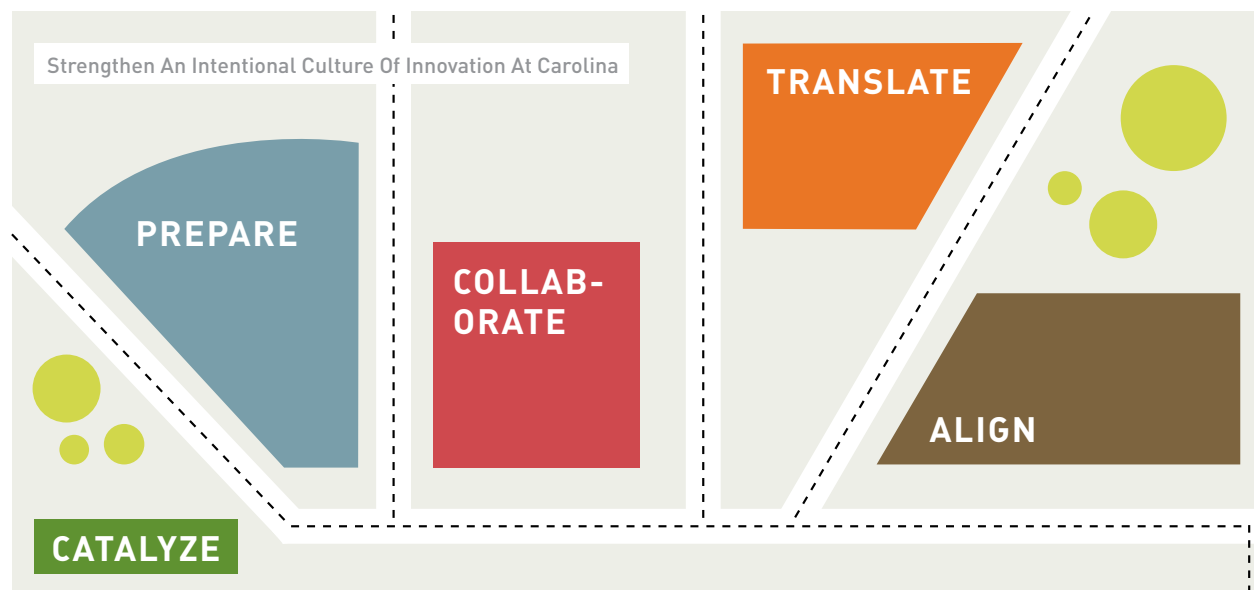 Strengthen An Intentional Culture Of Innovation At Carolina
TRANSLATE
PREPARE
COLLAB-
ORATE
ALIGN
CATALYZE